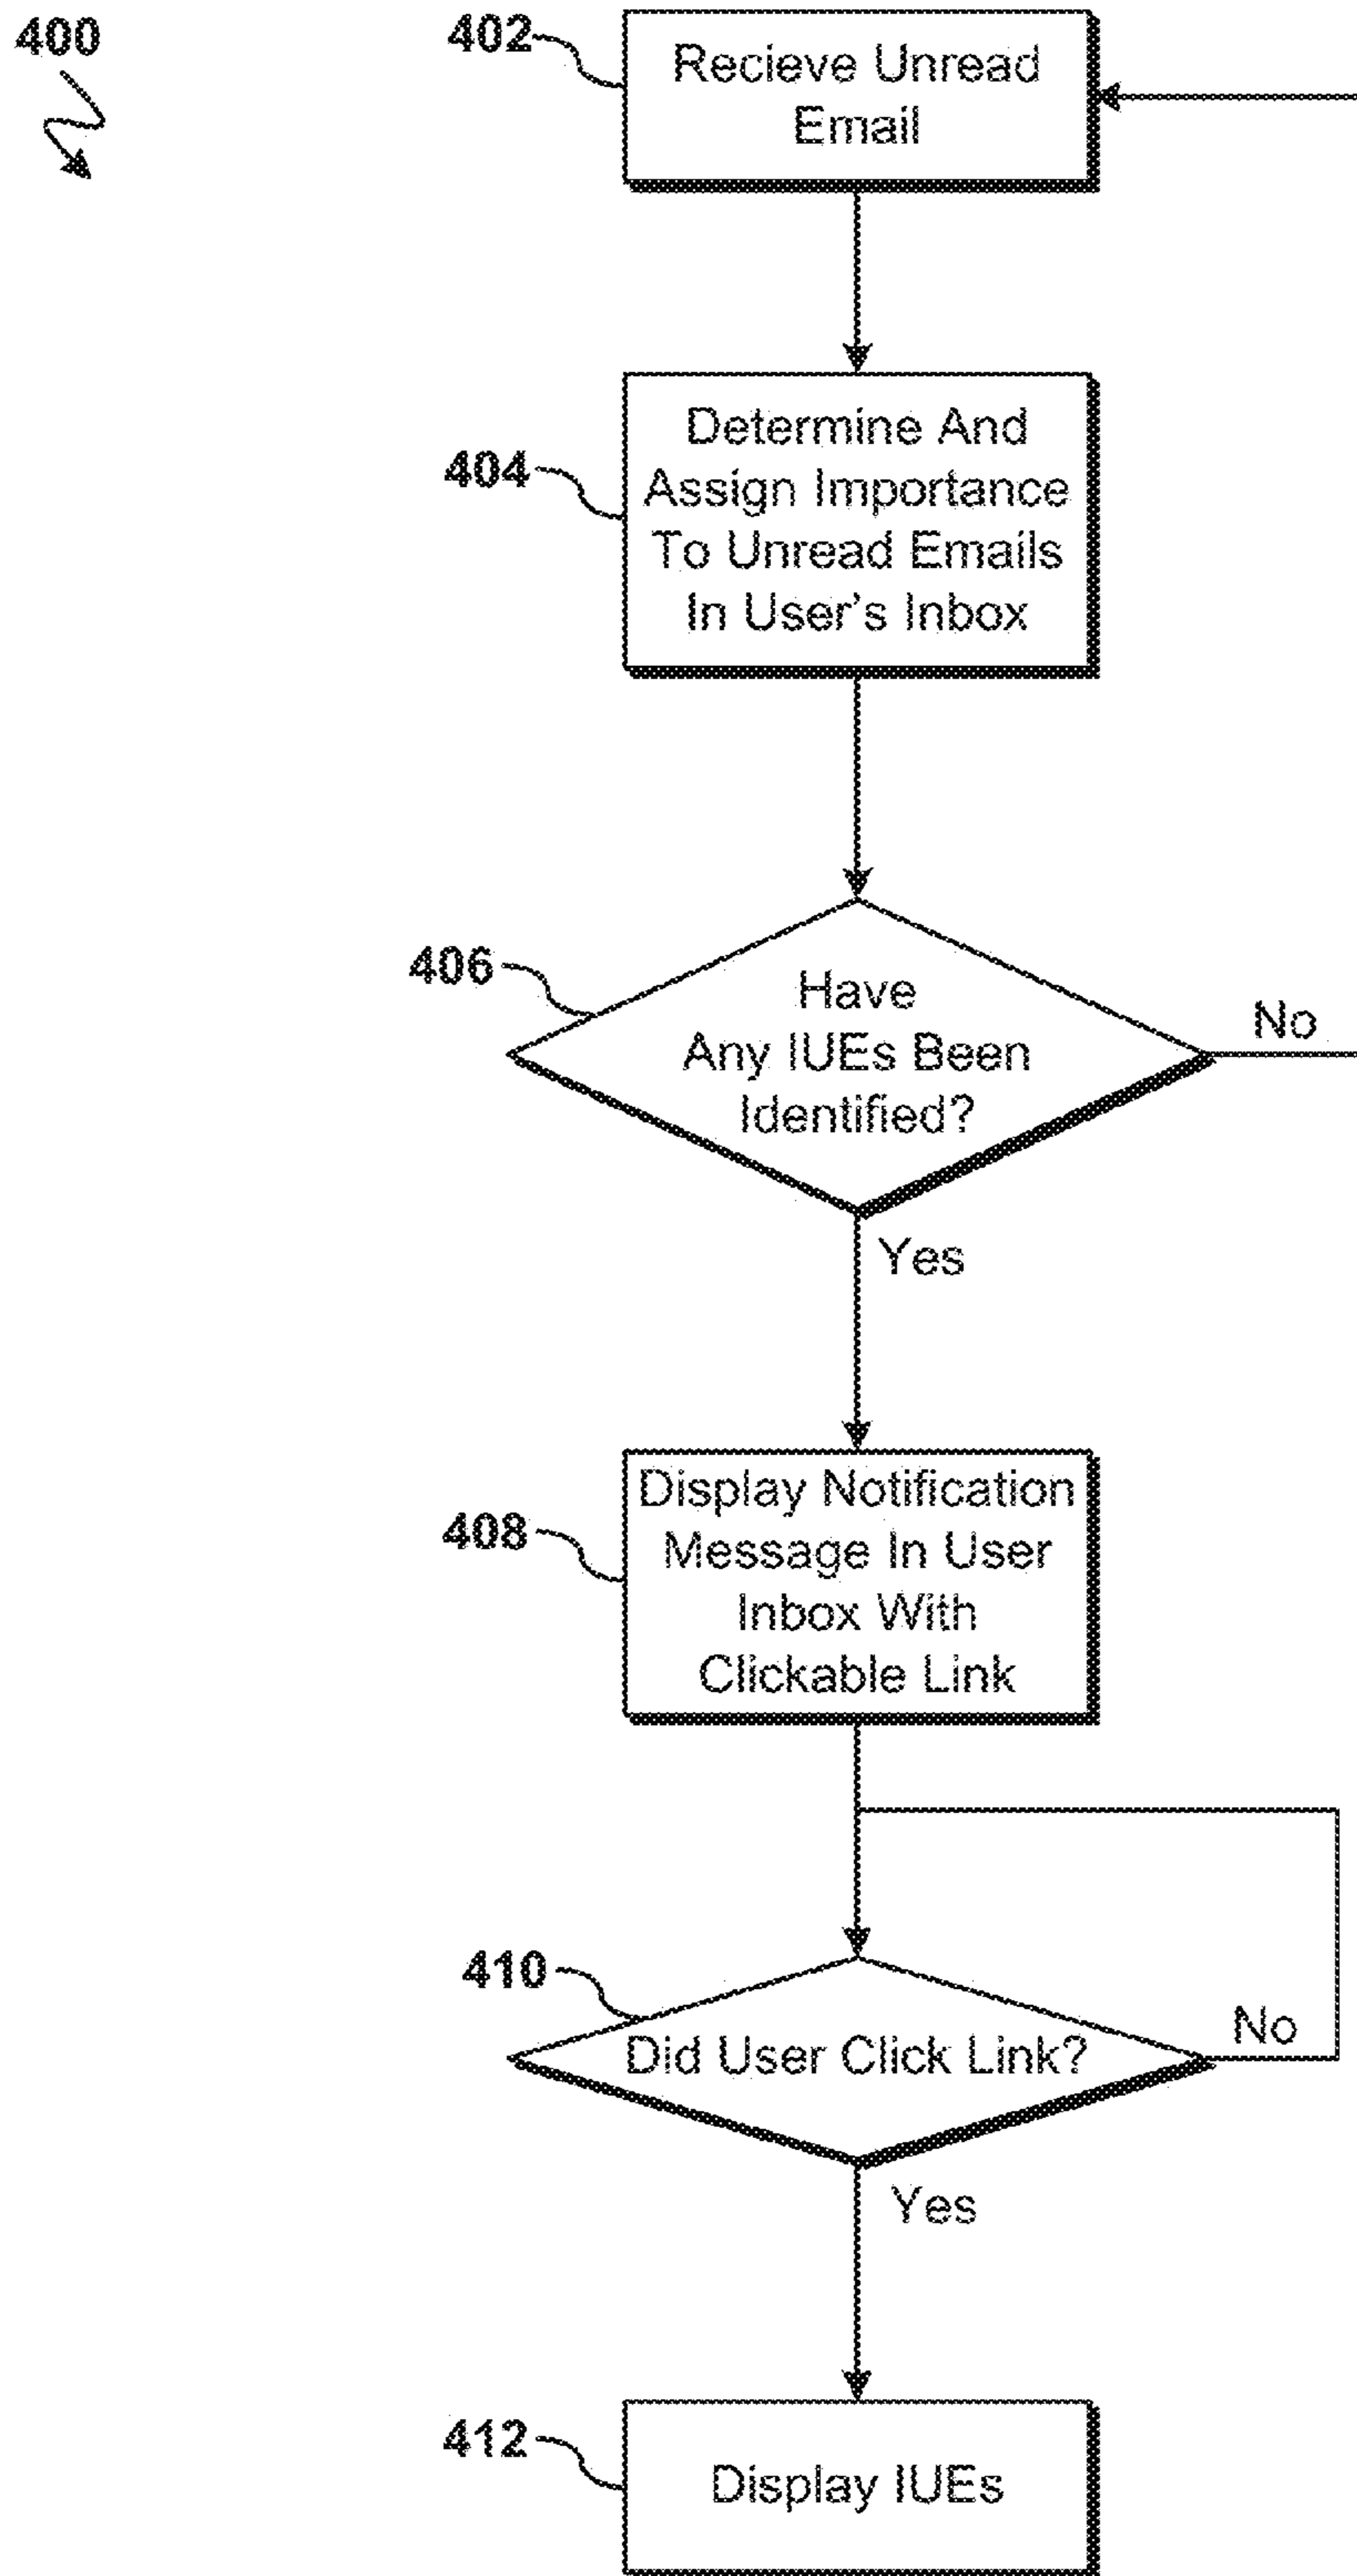 400
402
Recieve Unread
Email
404
Determine And
Assign Importance
To Unread Emails
In User's Inbox
406
Have
Any IUEs Been
Identified?
No
Yes
408
Display Notification
Message In User
Inbox With
Clickable Link
410
Did User Click Link?
No
Yes
412
Display IUEs